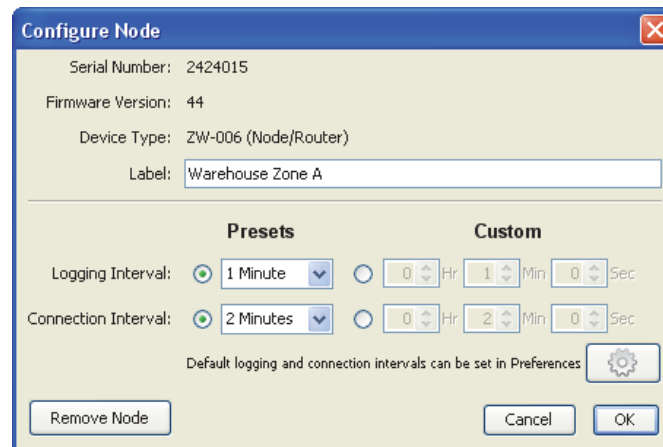 Configure Node
Serial Number: 2424015
Firmware Version: 44
Device Type: ZW-006 (Node/Router)
Label: Warehouse Zone A
Presets Custom
Logging Interval: 1 Minute 0 Hr 1 Min 0 Sec
Connection Interval: 2 Minutes 0 Hr 2 Min 0 Sec
Default logging and connection intervals can be set in Preferences
Remove Node Cancel OK